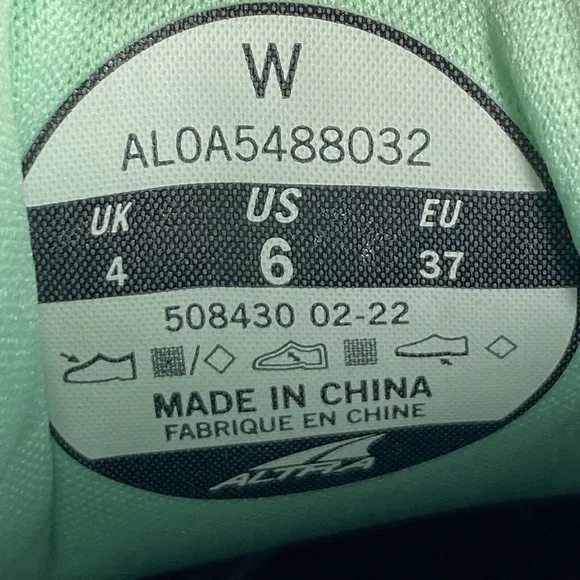 W
AL0A5488032
UK US EU
4 6 37
508430 02-22
/
MADE IN CHINA
FABRIQUE EN CHINE
ALTRA